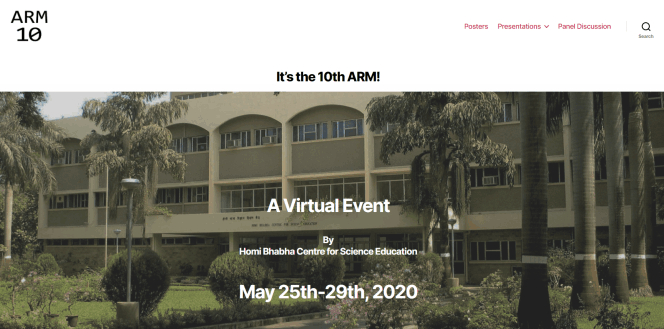 ARM
10
Posters Presentations Panel Discussion
Search
It's the 10th ARM!
A Virtual Event
By
Homi Bhabha Centre for Science Education
May 25th-29th, 2020